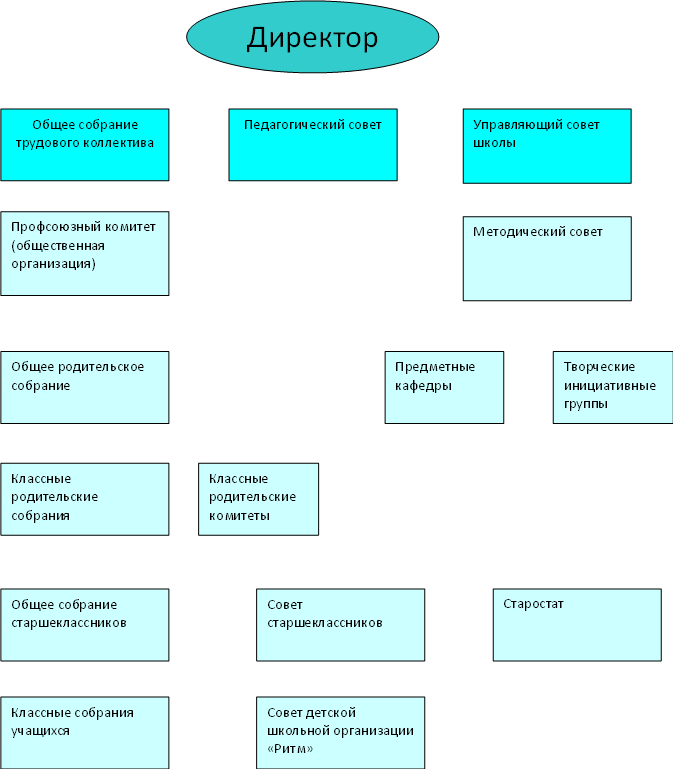 Директор
Общее собрание
трудового коллектива
Педагогический совет
Управляющий совет
школы
Профсоюзный комитет
(общественная
организация)
Методический совет
Общее родительское
собрание
Предметные
кафедры
Творческие
инициативные
группы
Классные
родительские
собрания
Классные
родительские
комитеты
Общее собрание
старшеклассников
Совет
старшеклассников
Старостат
Классные собрания
учащихся
Совет детской
школьной организации
«Ритм»